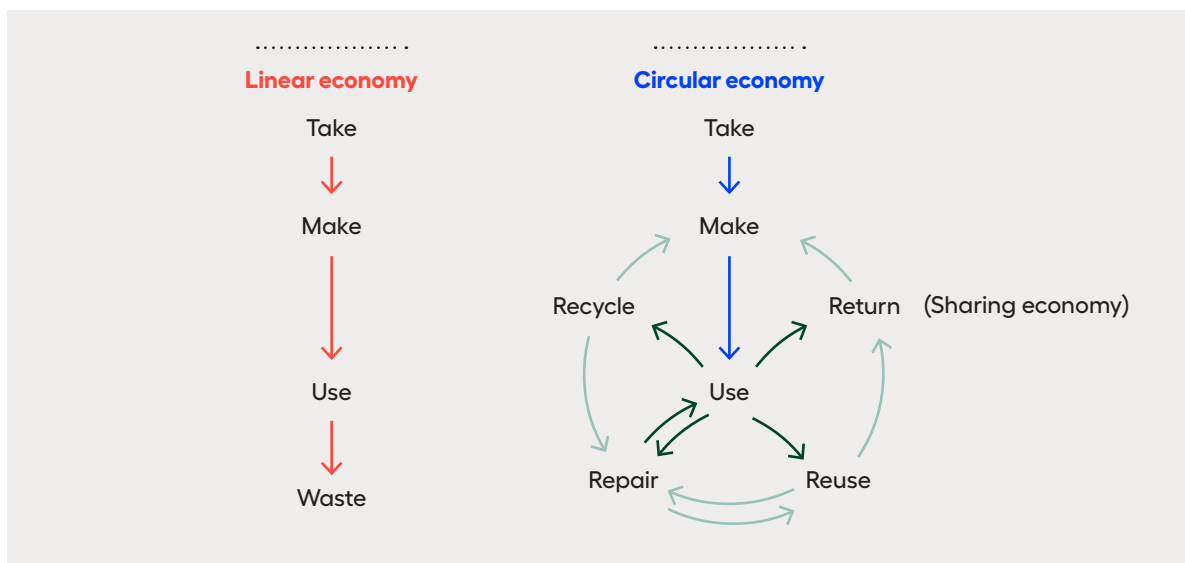 Linear economy
Take
Make
Use
Waste
Circular economy
Take
Make
Recycle
Return (Sharing economy)
Use
Repair
Reuse